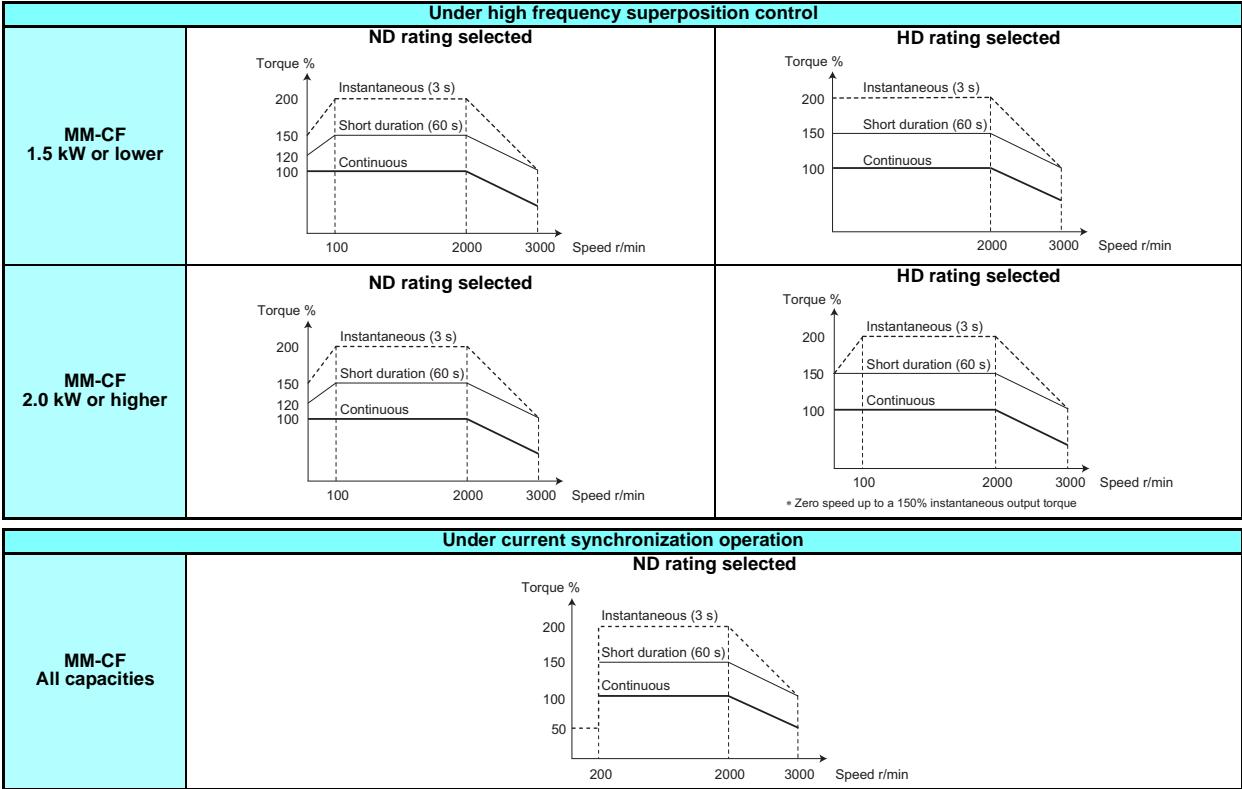 Under high frequency superposition control
MM-CF
1.5 kW or lower
ND rating selected
Torque %
200
150
120
100
Instantaneous (3 s)
Short duration (60 s)
Continuous
100
2000
3000
Speed r/min
HD rating selected
Torque %
200
150
100
Instantaneous (3 s)
Short duration (60 s)
Continuous
2000
3000
Speed r/min
MM-CF
2.0 kW or higher
ND rating selected
Torque %
200
150
120
100
Instantaneous (3 s)
Short duration (60 s)
Continuous
100
2000
3000
Speed r/min
HD rating selected
Torque %
200
150
100
Instantaneous (3 s)
Short duration (60 s)
Continuous
100
2000
3000
Speed r/min
* Zero speed up to a 150% instantaneous output torque
Under current synchronization operation
MM-CF
All capacities
ND rating selected
Torque %
200
150
100
50
Instantaneous (3 s)
Short duration (60 s)
Continuous
200
2000
3000
Speed r/min